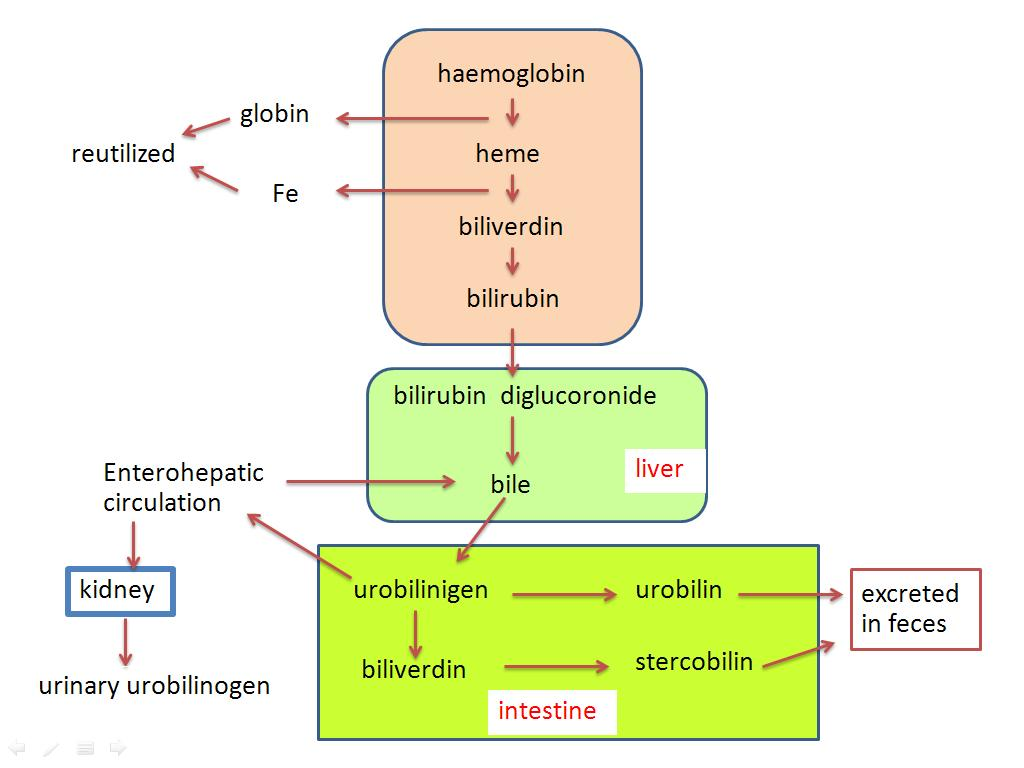 haemoglobin
globin
reutilized
heme
Fe
biliverdin
bilirubin
bilirubin diglucoronide
liver
Enterohepatic
circulation
bile
kidney
urobilinigen
urobilin
excreted
in feces
biliverdin
stercobilin
urinary urobilinogen
intestine